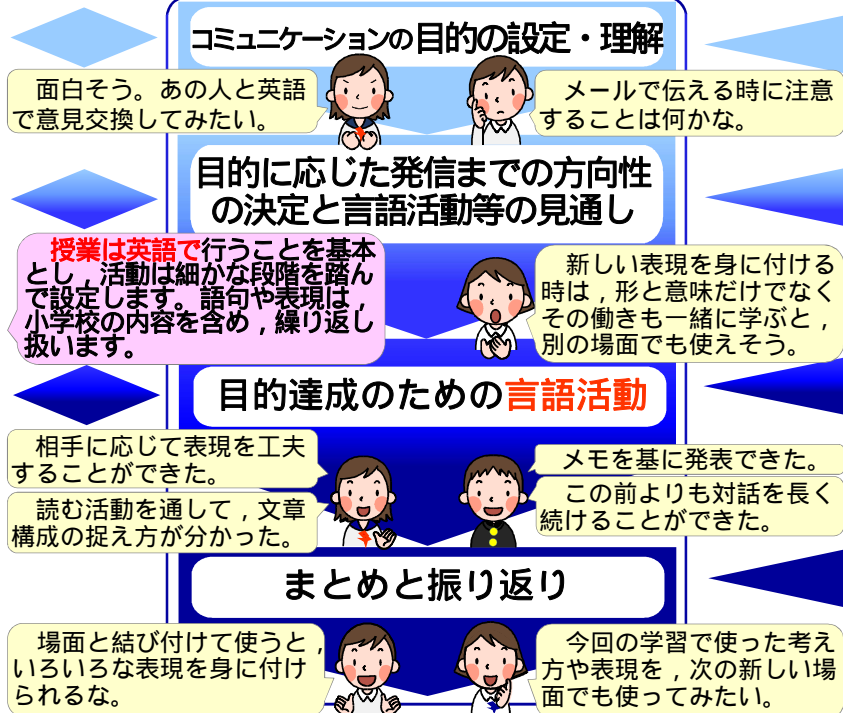 コミュニケーションの目的の設定・理解
面白そう。あの人と英語
で意見交換してみたい。
メールで伝える時に注意
することは何かな。
目的に応じた発信までの方向性
の決定と言語活動等の見通し
授業は英語で行うことを基本
とし，活動は細かな段階を踏ん
で設定します。語句や表現は，
小学校の内容を含め，繰り返し
扱います。
新しい表現を身に付ける
時は，形と意味だけでなく
その働きも一緒に学ぶと，
別の場面でも使えそう。
目的達成のための言語活動
相手に応じて表現を工夫
することができた。
読む活動を通して，文章
構成の捉え方が分かった。
メモを基に発表できた。
この前よりも対話を長く
続けることができた。
まとめと振り返り
場面と結び付けて使うと，
いろいろな表現を身に付け
られるな。
今回の学習で使った考え
方や表現を，次の新しい場
面でも使ってみたい。